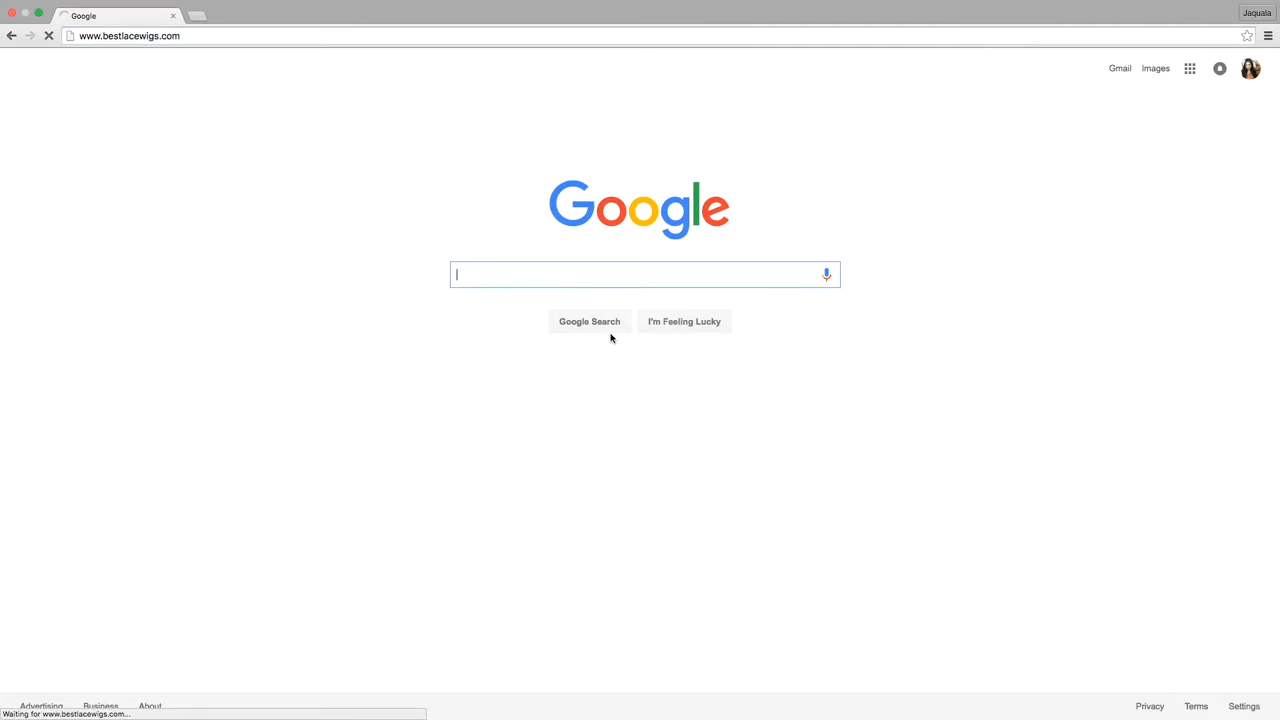 Google
Jaquala
www.bestlacewigs.com
Gmail Images
Google
Google Search I'm Feeling Lucky
Advertising Business About Privacy Terms Settings
Waiting for www.bestlacewigs.com...